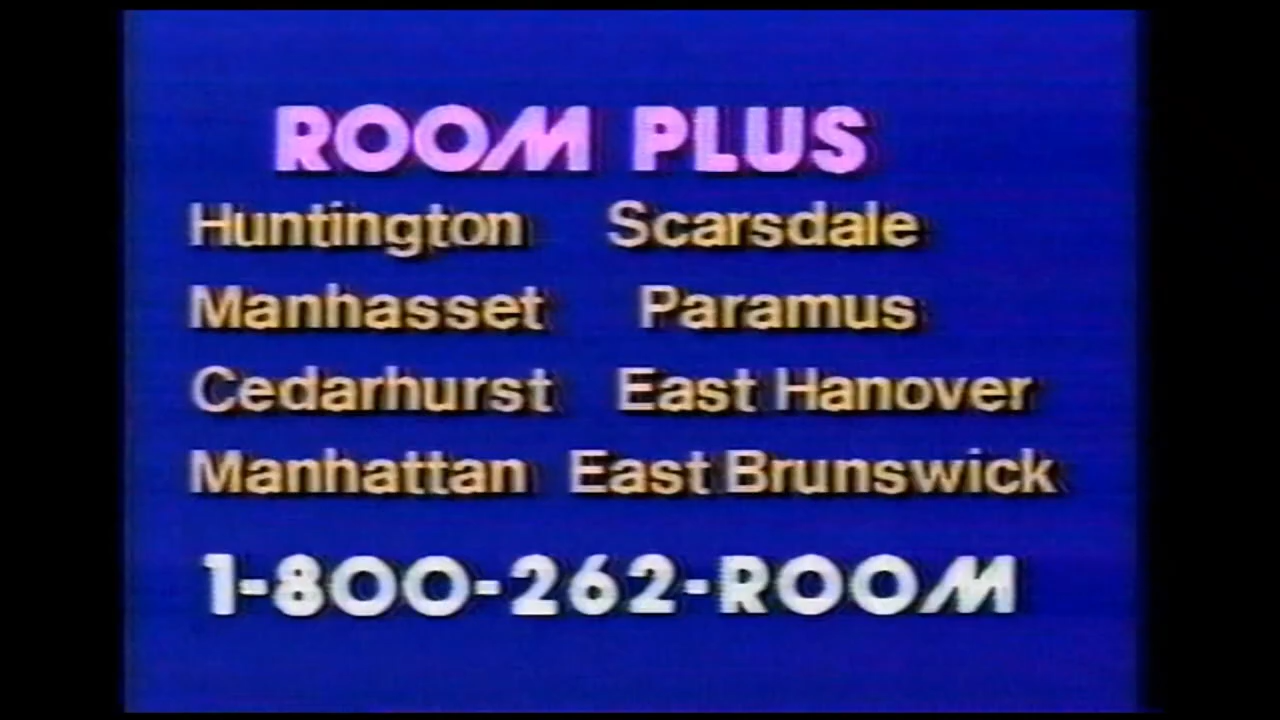 ROOM PLUS
Huntington Scarsdale
Manhasset Paramus
Cedarhurst East Hanover
Manhattan East Brunswick
1-800-262-ROOM